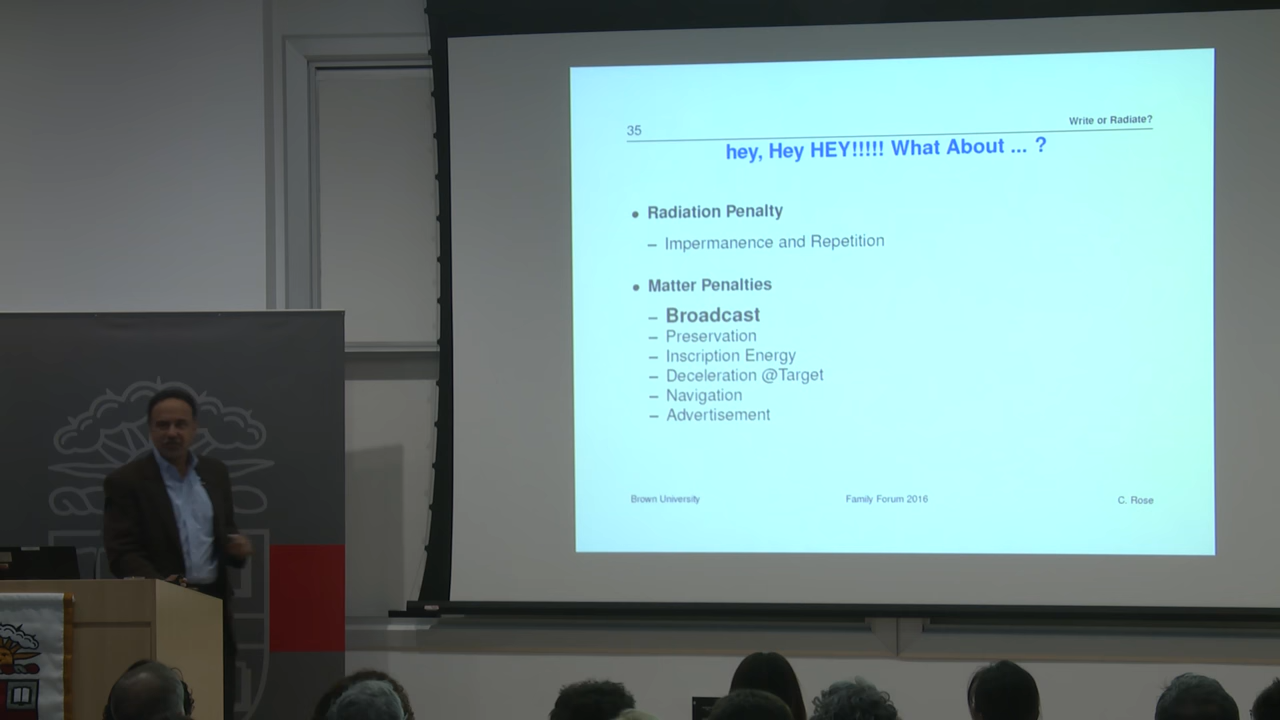 35
Write or Radiate?
hey, Hey HEY!!!!! What About ... ?
• Radiation Penalty
– Impermanence and Repetition
• Matter Penalties
– Broadcast
– Preservation
– Inscription Energy
– Deceleration @Target
– Navigation
– Advertisement
Brown University Family Forum 2016 C. Rose